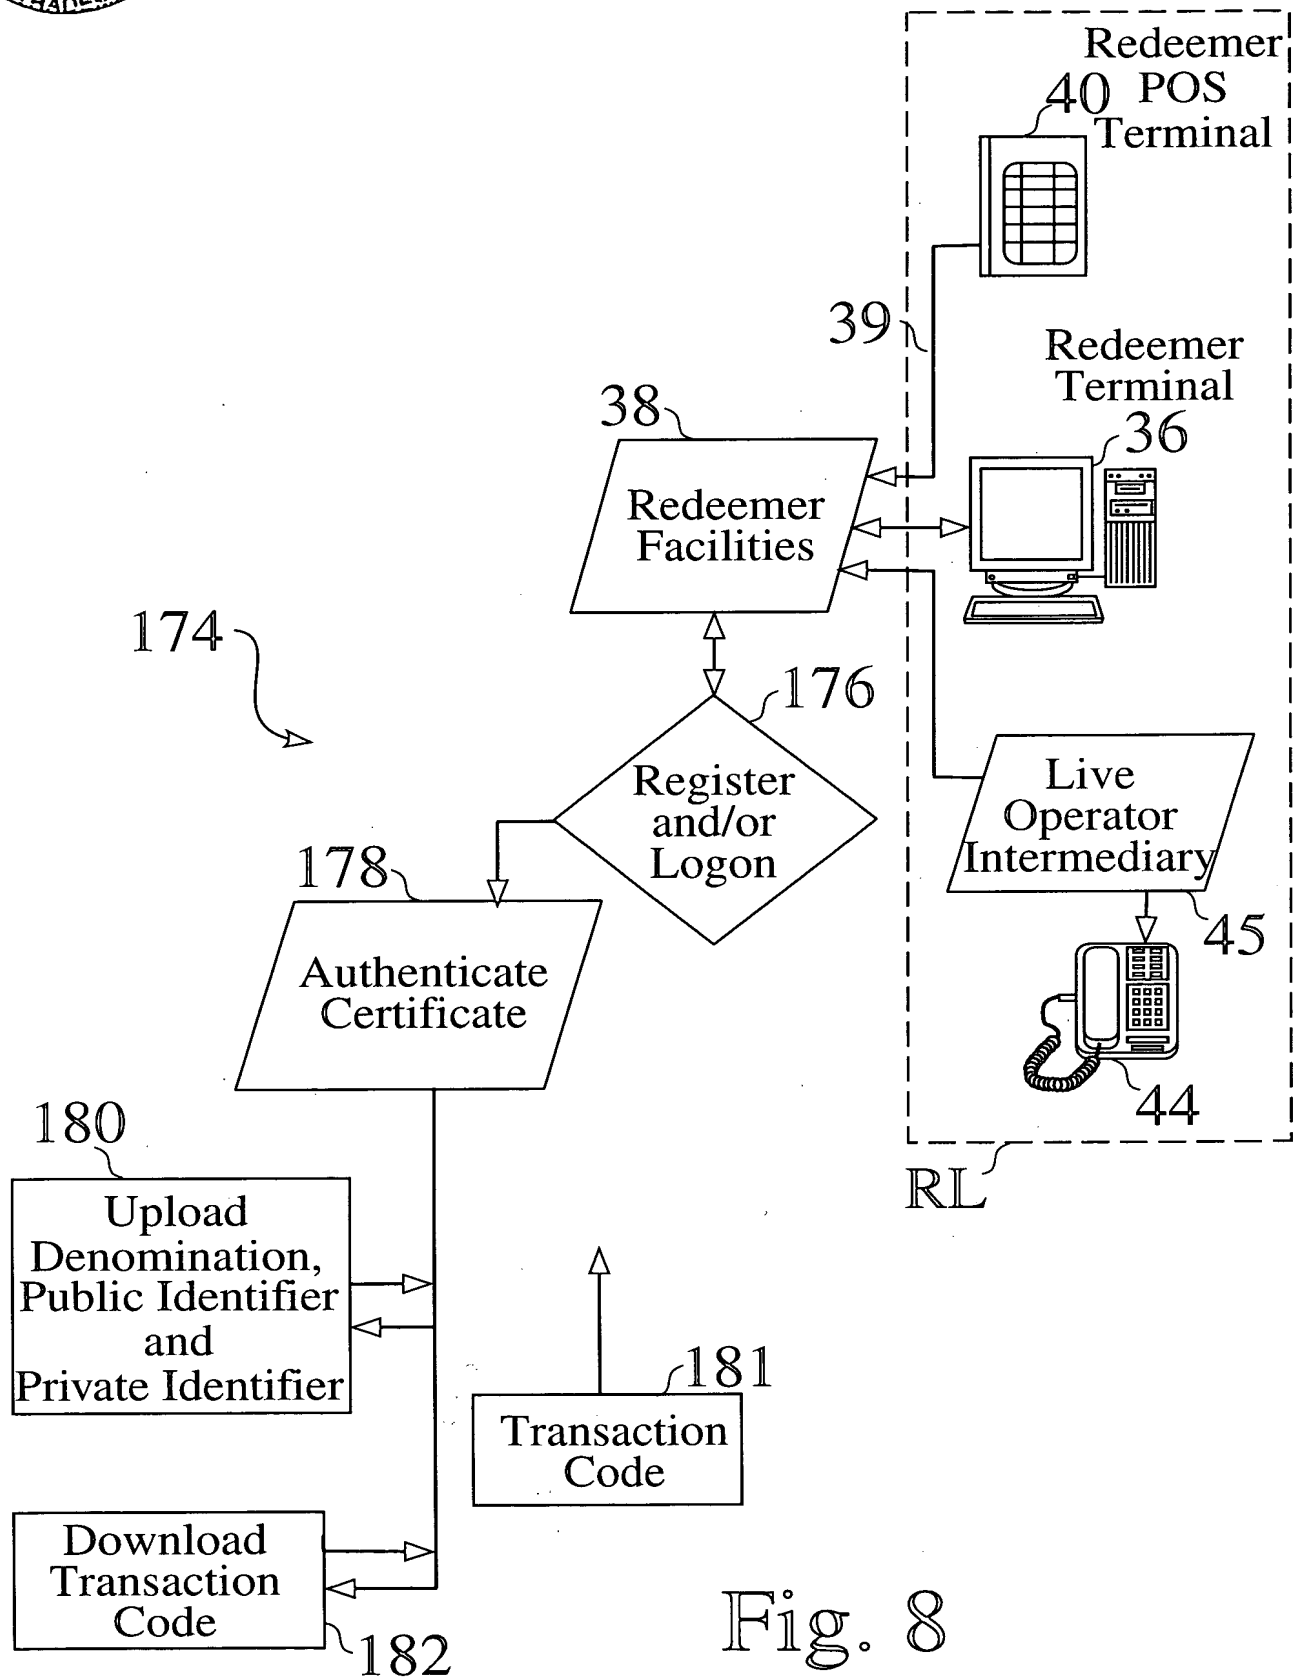 Redeemer
40 POS
Terminal
39
Redeemer
Terminal
38
36
Redeemer
Facilities
174
176
Register
and/or
Logon
Live
Operator
Intermediary
178
45
Authenticate
Certificate
44
180
RL
Upload
Denomination,
Public Identifier
and
Private Identifier
181
Transaction
Code
Download
Transaction
Code
182
Fig. 8